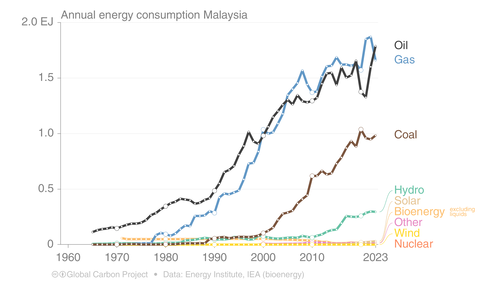 Annual energy consumption Malaysia
2.0 EJ
1.5
1.0
0.5
0
1960
1970
1980
1990
2000
2010
2023
Oil
Gas
Coal
Hydro
Solar
Bioenergy excluding liquids
Other
Wind
Nuclear
Global Carbon Project • Data: Energy Institute, IEA (bioenergy)